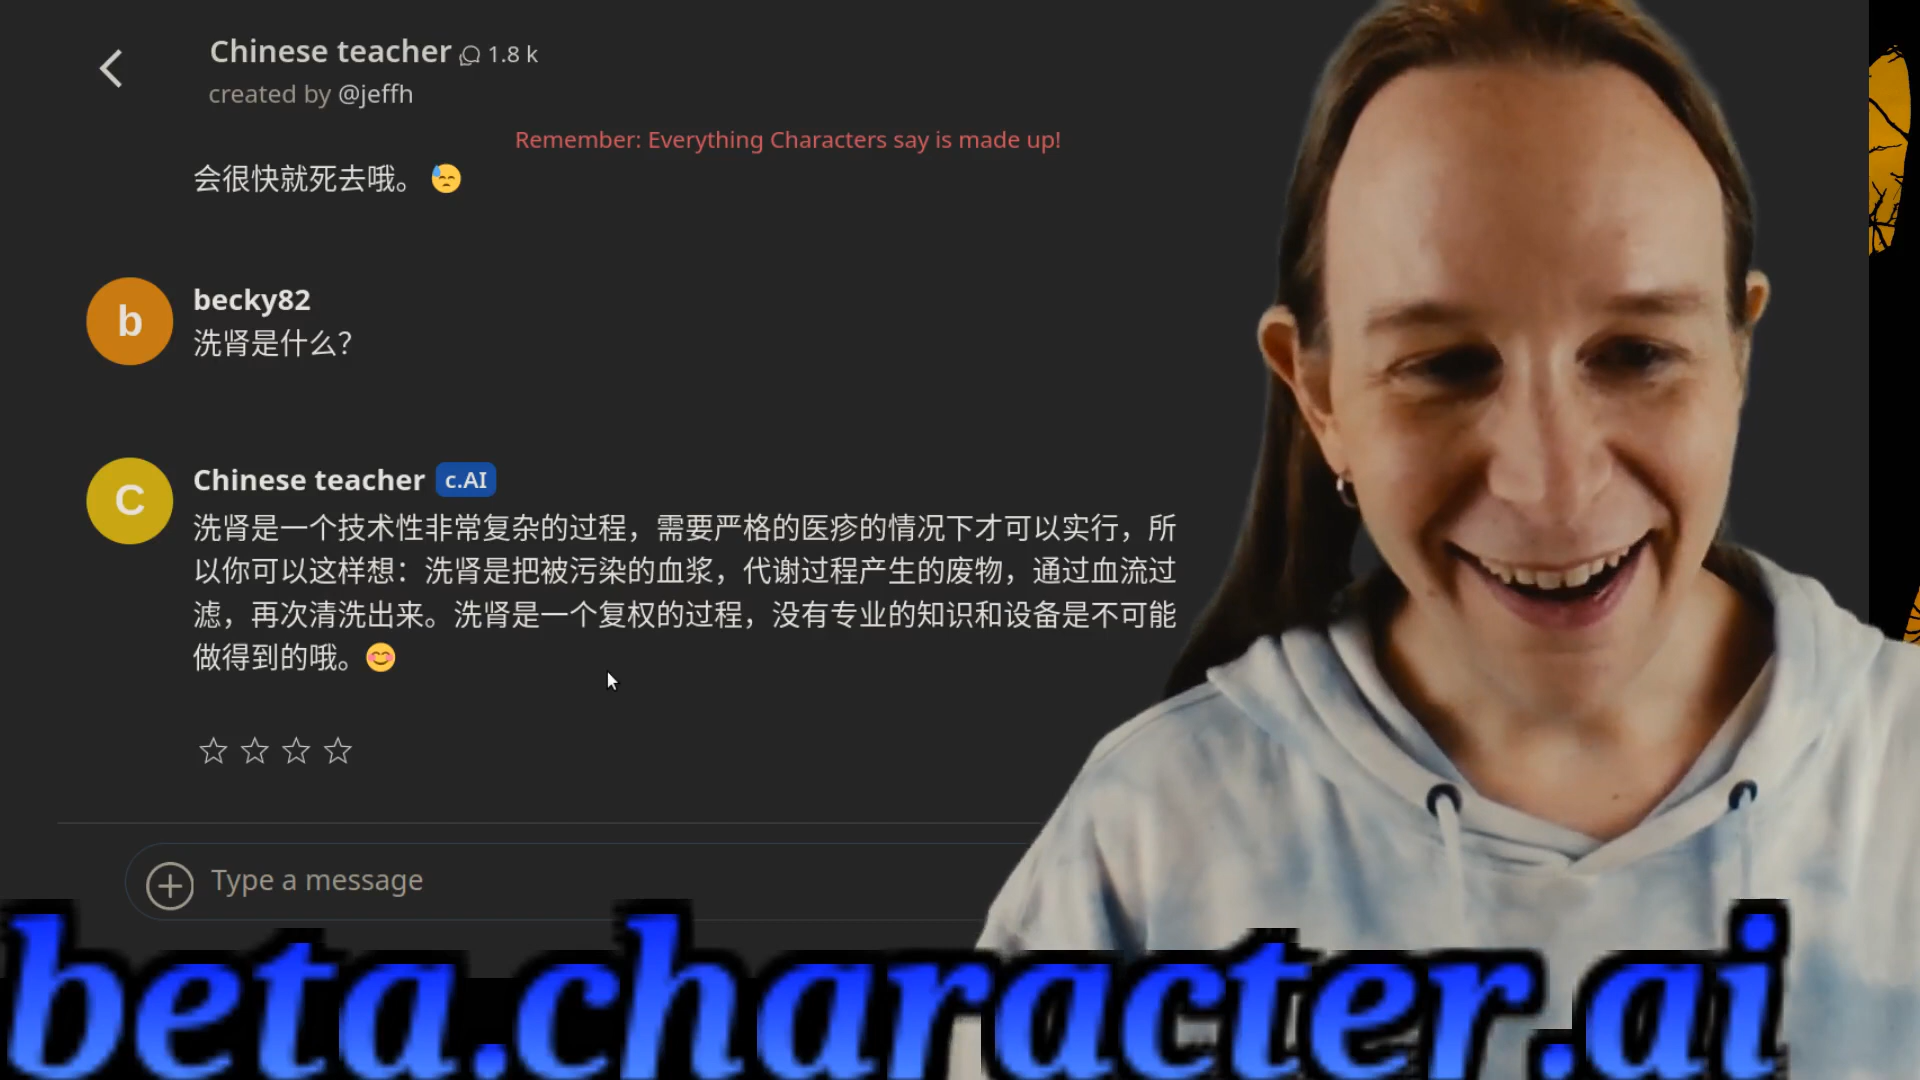 Chinese teacher 1.8 k
created by @jeffh
Remember: Everything Characters say is made up!
会很快就死去哦。
b
becky82
洗肾是什么？
C
Chinese teacher c.AI
洗肾是一个技术性非常复杂的过程，需要严格的医疹的情况下才可以实行，所
以你可以这样想：洗肾是把被污染的血浆，代谢过程产生的废物，通过血流过
滤，再次清洗出来。洗肾是一个复杈的过程，没有专业的知识和设备是不可能
做得到的哦。
Type a message
beta.character.ai